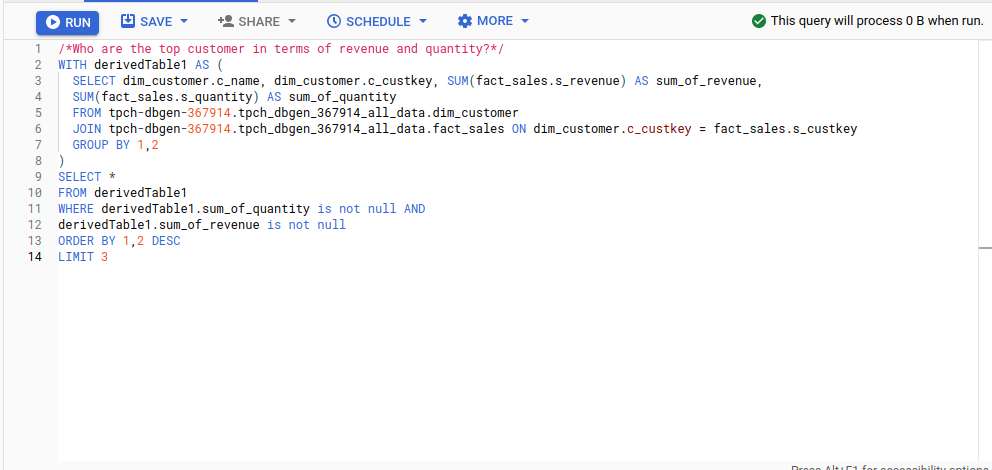 RUN SAVE SHARE SCHEDULE MORE This query will process 0 B when run.
1 /*Who are the top customer in terms of revenue and quantity?*/
2 WITH derivedTable1 AS (
3 SELECT dim_customer.c_name, dim_customer.c_custkey, SUM(fact_sales.s_revenue) AS sum_of_revenue,
4 SUM(fact_sales.s_quantity) AS sum_of_quantity
5 FROM tpch-dbgen-367914.tpch_dbgen_367914_all_data.dim_customer
6 JOIN tpch-dbgen-367914.tpch_dbgen_367914_all_data.fact_sales ON dim_customer.c_custkey = fact_sales.s_custkey
7 GROUP BY 1,2
8 )
9 SELECT *
10 FROM derivedTable1
11 WHERE derivedTable1.sum_of_quantity is not null AND
12 derivedTable1.sum_of_revenue is not null
13 ORDER BY 1,2 DESC
14 LIMIT 3
Press Alt+F1 for accessibility options